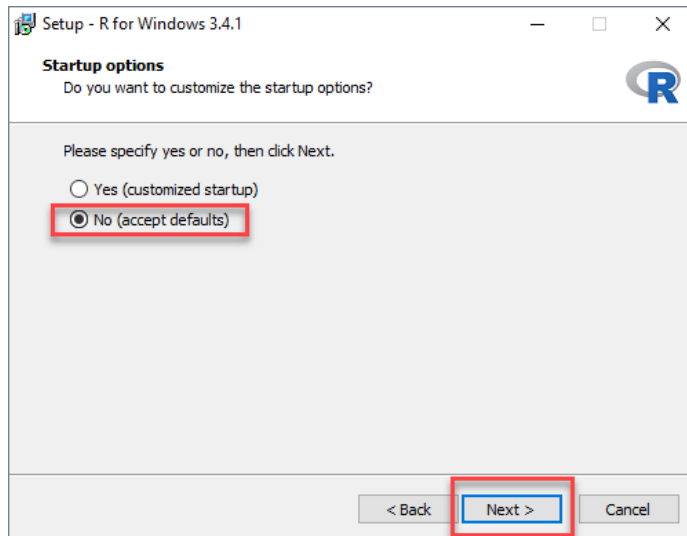 Setup - R for Windows 3.4.1
Startup options
Do you want to customize the startup options?
R
Please specify yes or no, then click Next.
Yes (customized startup)
No (accept defaults)
< Back Next > Cancel